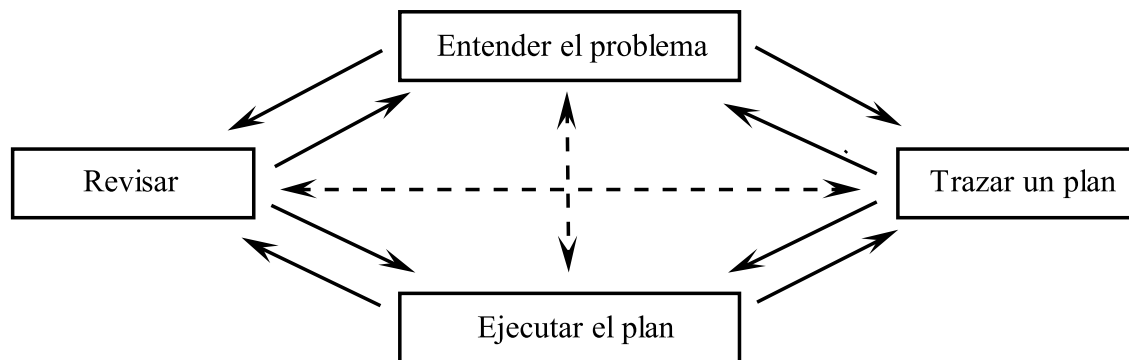 Entender el problema
Revisar
Trazar un plan
Ejecutar el plan